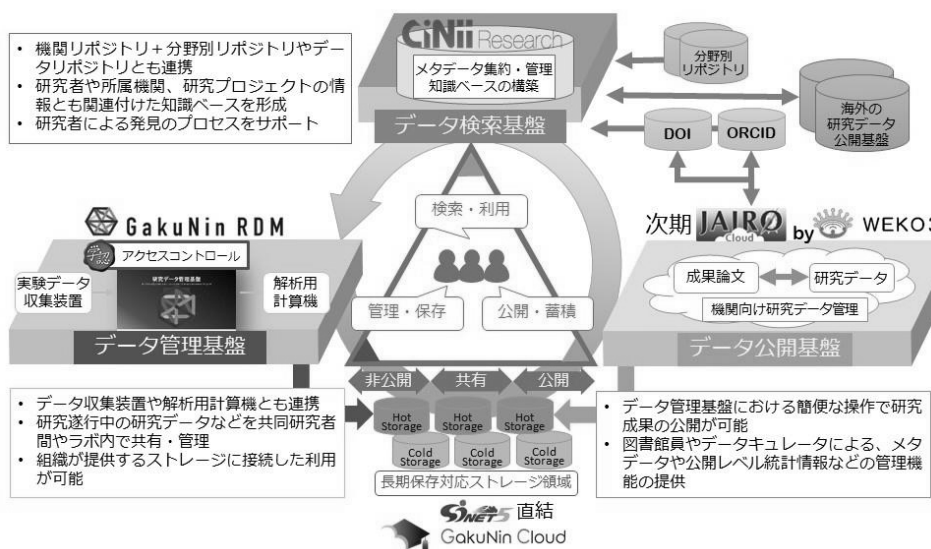 CiNii Research
メタデータ集約・管理
知識ベースの構築
データ検索基盤
• 機関リポジトリ+分野別リポジトリやデー
タリポジトリとも連携
• 研究者や所属機関、研究プロジェクトの情
報とも関連付けた知識ベースを形成
• 研究者による発見のプロセスをサポート
分野別
リポジトリ
海外の
研究データ
公開基盤
DOI
ORCID
検索・利用
管理・保存
公開・蓄積
GakuNin RDM
学認
アクセスコントロール
実験データ
収集装置
研究データ管理基盤
解析用
計算機
データ管理基盤
次期 JAIRO Cloud by WEKO3
成果論文
研究データ
機関向け研究データ管理
データ公開基盤
非公開
共有
公開
Hot Storage
Hot Storage
Hot Storage
Cold Storage
Cold Storage
Cold Storage
長期保存対応ストレージ領域
• データ収集装置や解析用計算機とも連携
• 研究遂行中の研究データなどを共同研究者
間やラボ内で共有・管理
• 組織が提供するストレージに接続した利用
が可能
• データ管理基盤における簡便な操作で研究
成果の公開が可能
• 図書館員やデータキュレータによる、メタ
データや公開レベル統計情報などの管理機
能の提供
SINET5 直結
GakuNin Cloud